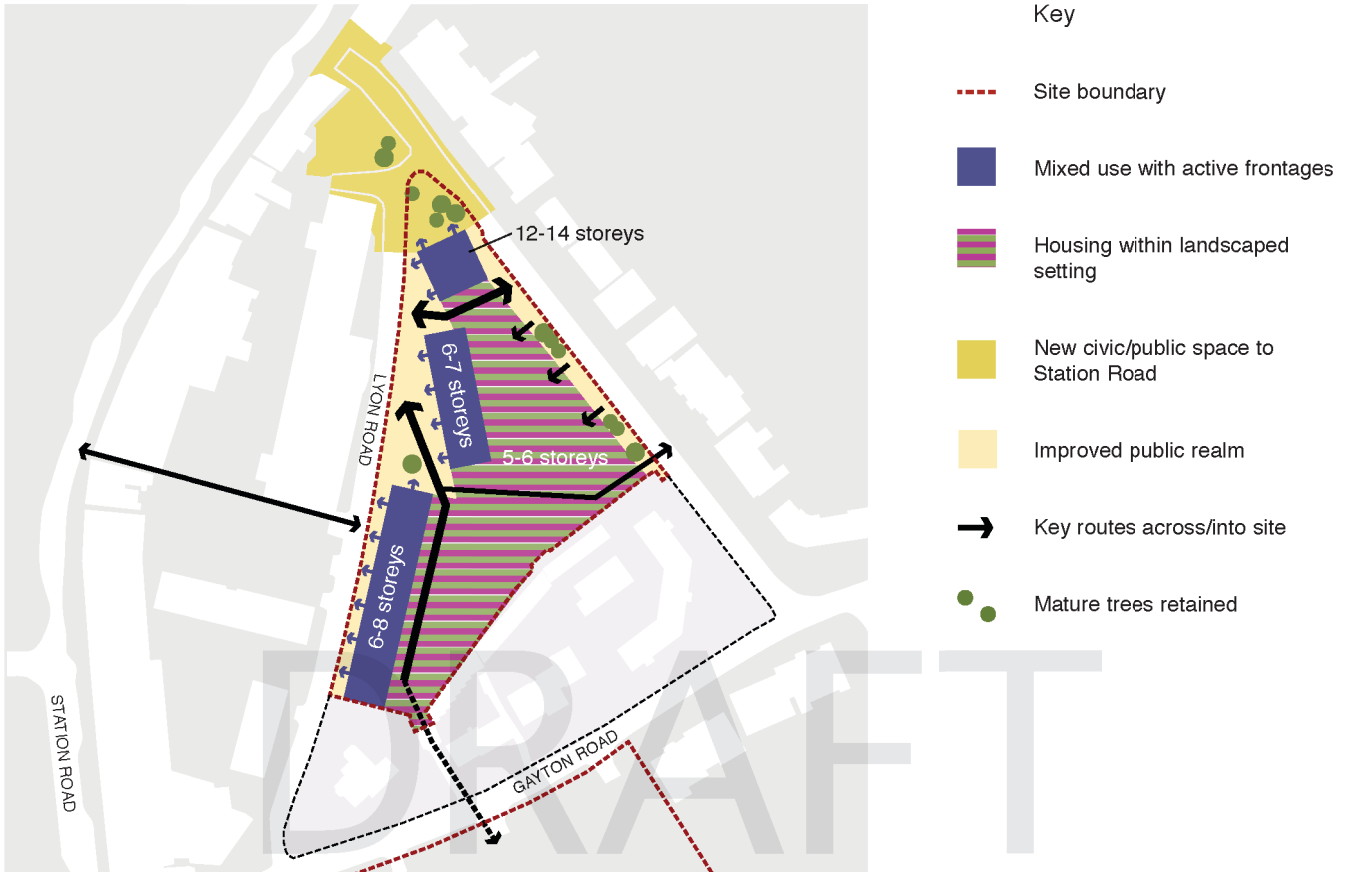 Key
Site boundary
Mixed use with active frontages
Housing within landscaped
setting
New civic/public space to
Station Road
Improved public realm
Key routes across/into site
Mature trees retained
12-14 storeys
6-7 storeys
LYON ROAD
5-6 storeys
6-8 storeys
STATION ROAD
GAYTON ROAD
DRAFT